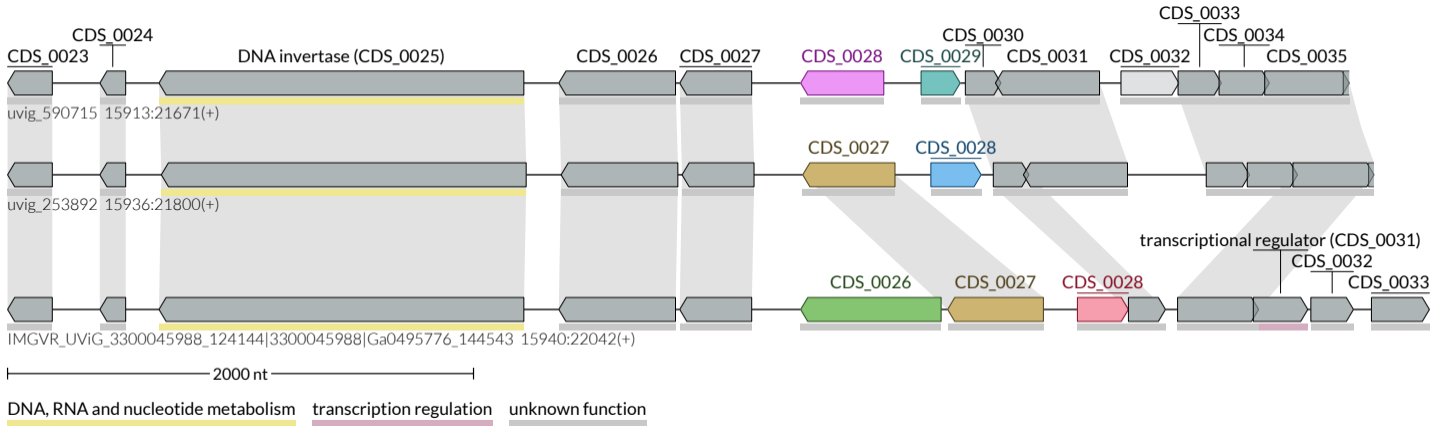 CDS_0033
CDS_0024 CDS_0030 CDS_0034
CDS_0023 DNA invertase (CDS_0025) CDS_0026 CDS_0027 CDS_0028 CDS_0029 CDS_0031 CDS_0032 CDS_0035
uvig_590715 15913:21671(+)
CDS_0027 CDS_0028
uvig_253892 15936:21800(+)
transcriptional regulator (CDS_0031)
CDS_0032
CDS_0026 CDS_0027 CDS_0028 CDS_0033
IMGVR_UViG_3300045988_124144|3300045988|Ga0495776_144543 15940:22042(+)
2000 nt
DNA, RNA and nucleotide metabolism transcription regulation unknown function